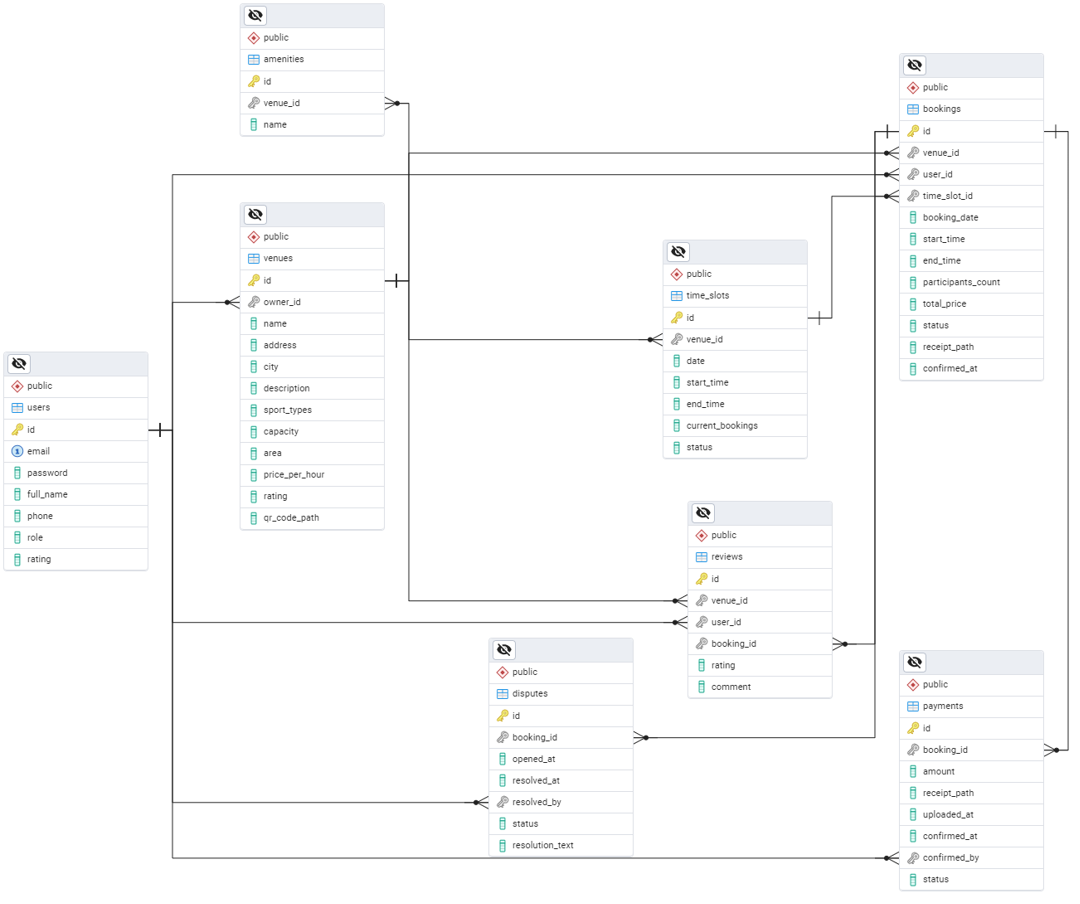 public
amenities
id
venue_id
name
public
bookings
id
venue_id
user_id
time_slot_id
booking_date
start_time
end_time
participants_count
total_price
status
receipt_path
confirmed_at
public
venues
id
owner_id
name
address
city
description
sport_types
capacity
area
price_per_hour
rating
qr_code_path
public
time_slots
id
venue_id
date
start_time
end_time
current_bookings
status
public
users
id
1
email
password
full_name
phone
role
rating
public
reviews
id
venue_id
user_id
booking_id
rating
comment
public
disputes
id
booking_id
opened_at
resolved_at
resolved_by
status
resolution_text
public
payments
id
booking_id
amount
receipt_path
uploaded_at
confirmed_at
confirmed_by
status